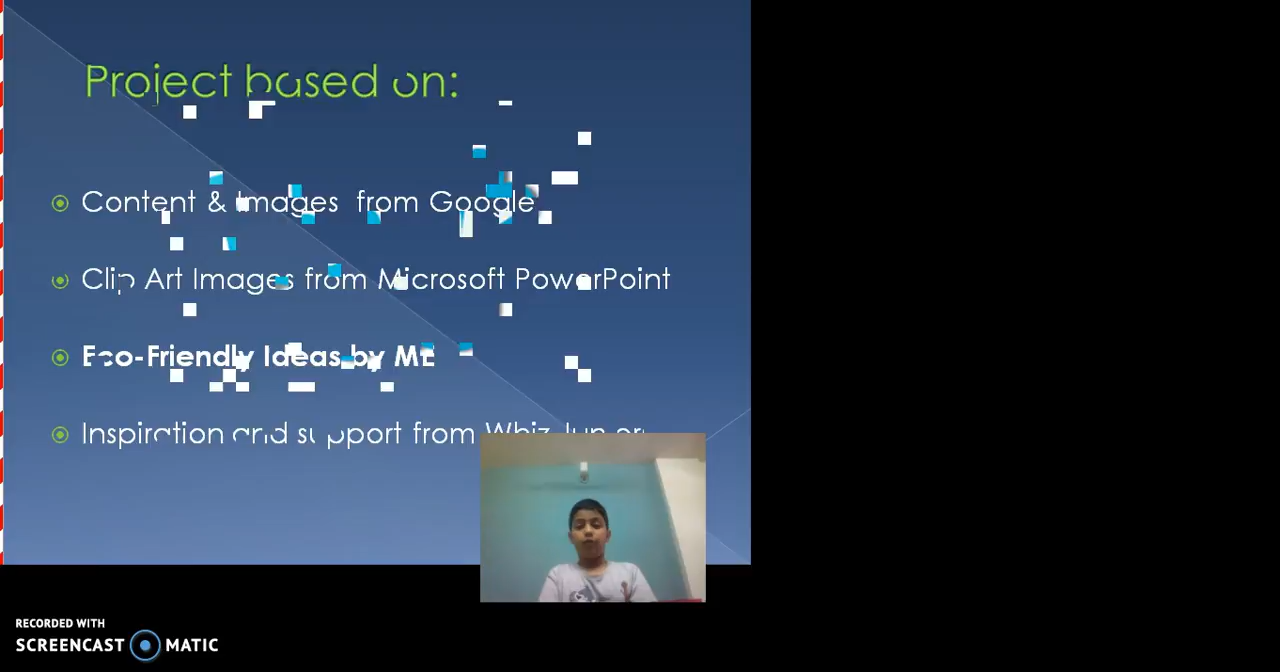 Project based on:
Content & Images from Google
Clip Art Images from Microsoft PowerPoint
Eco-Friendly Ideas by ME
Inspiration and support from Whiz Juniors
RECORDED WITH
SCREENCAST MATIC